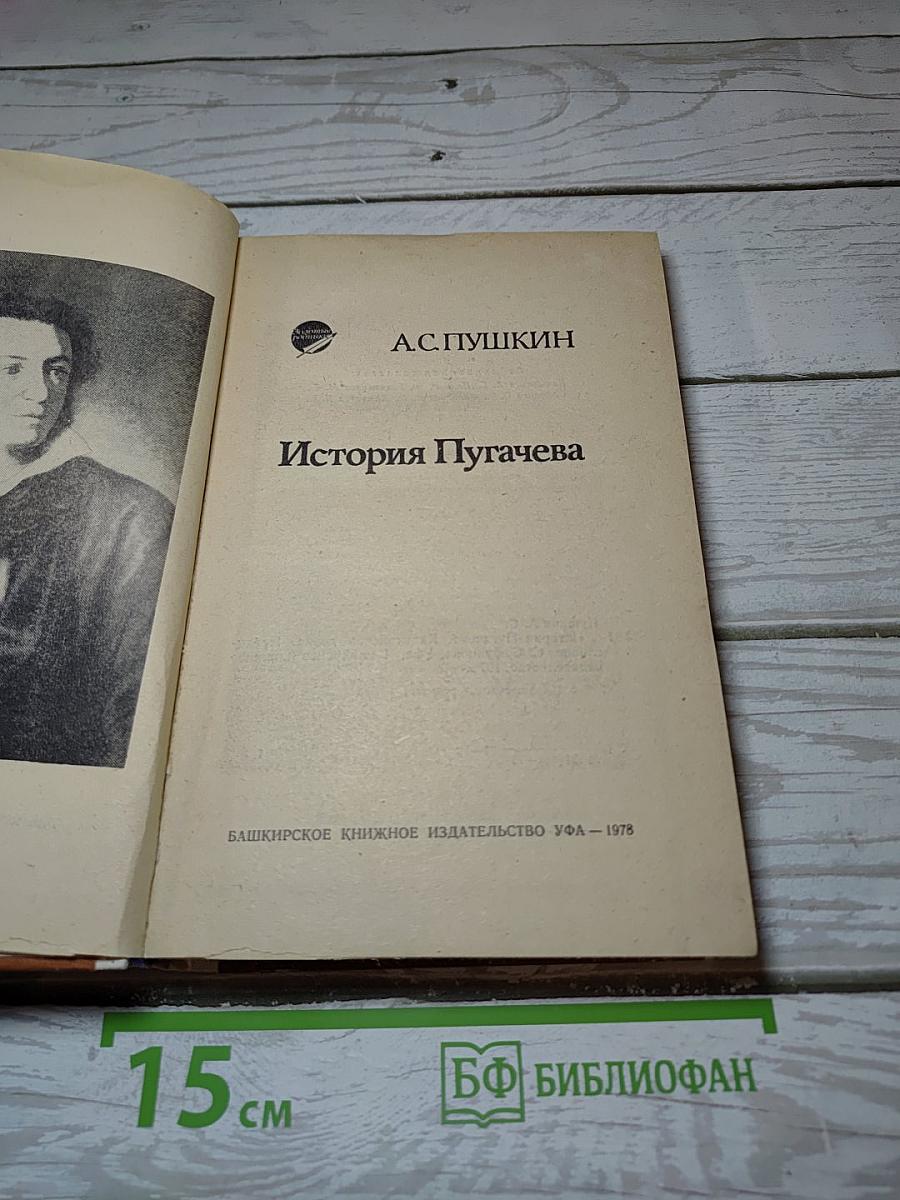 А.С. ПУШКИН
История Пугачева
БАШКИРСКОЕ КНИЖНОЕ ИЗДАТЕЛЬСТВО УФА — 1978
15 см
БФ БИБЛИОФАН